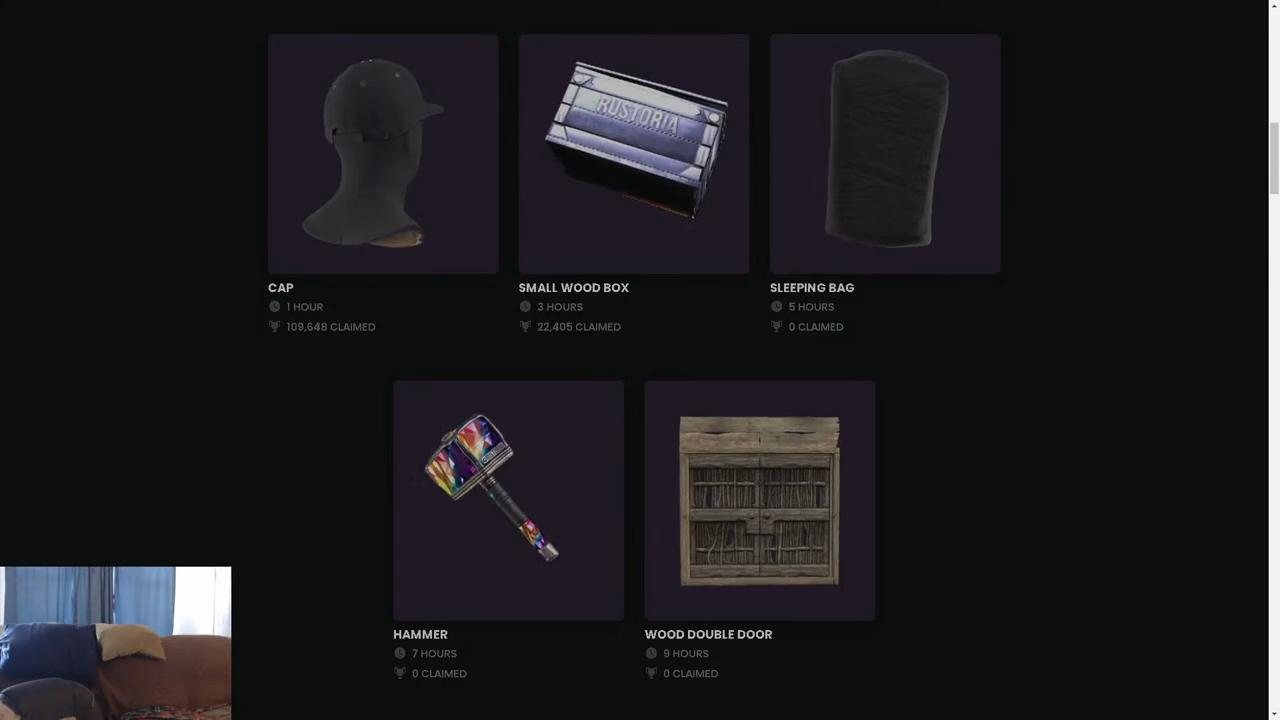 RUSTORIA
CAP
1 HOUR
109,648 CLAIMED
SMALL WOOD BOX
3 HOURS
22,405 CLAIMED
SLEEPING BAG
5 HOURS
0 CLAIMED
HAMMER
7 HOURS
0 CLAIMED
WOOD DOUBLE DOOR
9 HOURS
0 CLAIMED